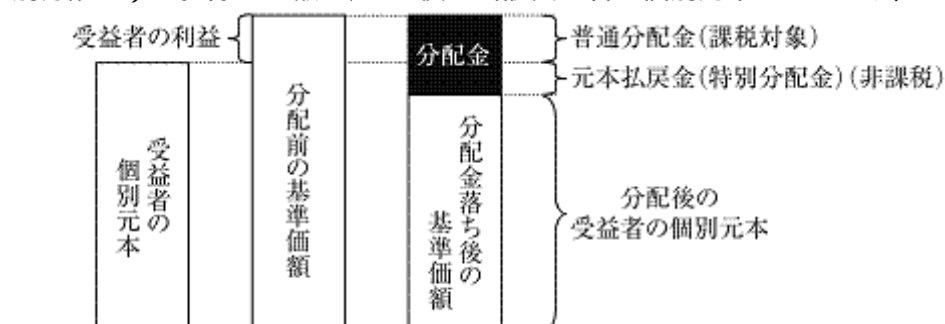 受益者の利益
分配金
普通分配金(課税対象)
元本払戻金(特別分配金)(非課税)
受益者の
個別元本
分配前の基準価額
分配金落ち後の
基準価額
分配後の
受益者の個別元本